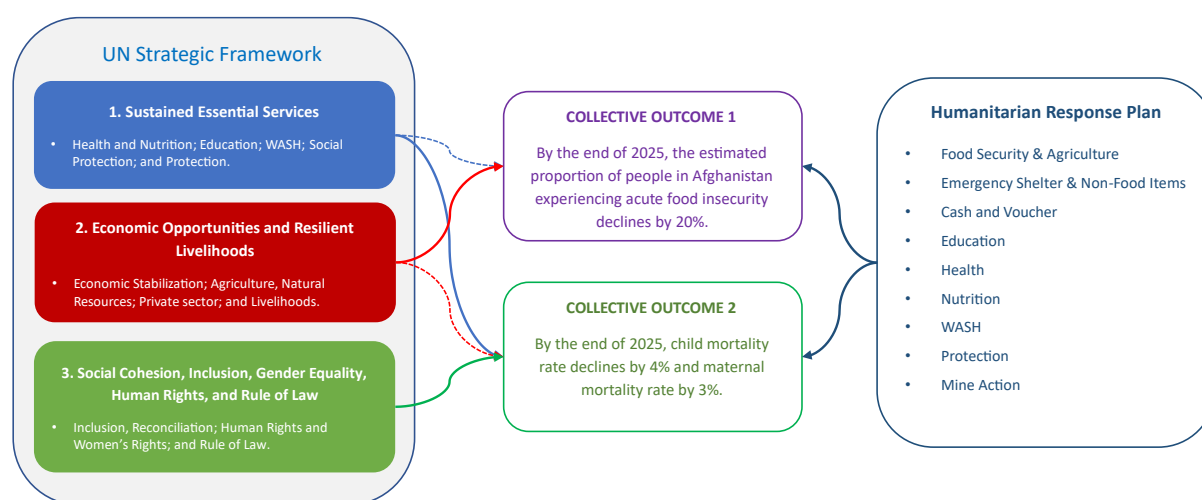 UN Strategic Framework
1. Sustained Essential Services
• Health and Nutrition; Education; WASH; Social
Protection; and Protection.
2. Economic Opportunities and Resilient
Livelihoods
• Economic Stabilization; Agriculture, Natural
Resources; Private sector; and Livelihoods.
3. Social Cohesion, Inclusion, Gender Equality,
Human Rights, and Rule of Law
• Inclusion, Reconciliation; Human Rights and
Women's Rights; and Rule of Law.
COLLECTIVE OUTCOME 1
By the end of 2025, the estimated
proportion of people in Afghanistan
experiencing acute food insecurity
declines by 20%.
COLLECTIVE OUTCOME 2
By the end of 2025, child mortality
rate declines by 4% and maternal
mortality rate by 3%.
Humanitarian Response Plan
• Food Security & Agriculture
• Emergency Shelter & Non-Food Items
• Cash and Voucher
• Education
• Health
• Nutrition
• WASH
• Protection
• Mine Action